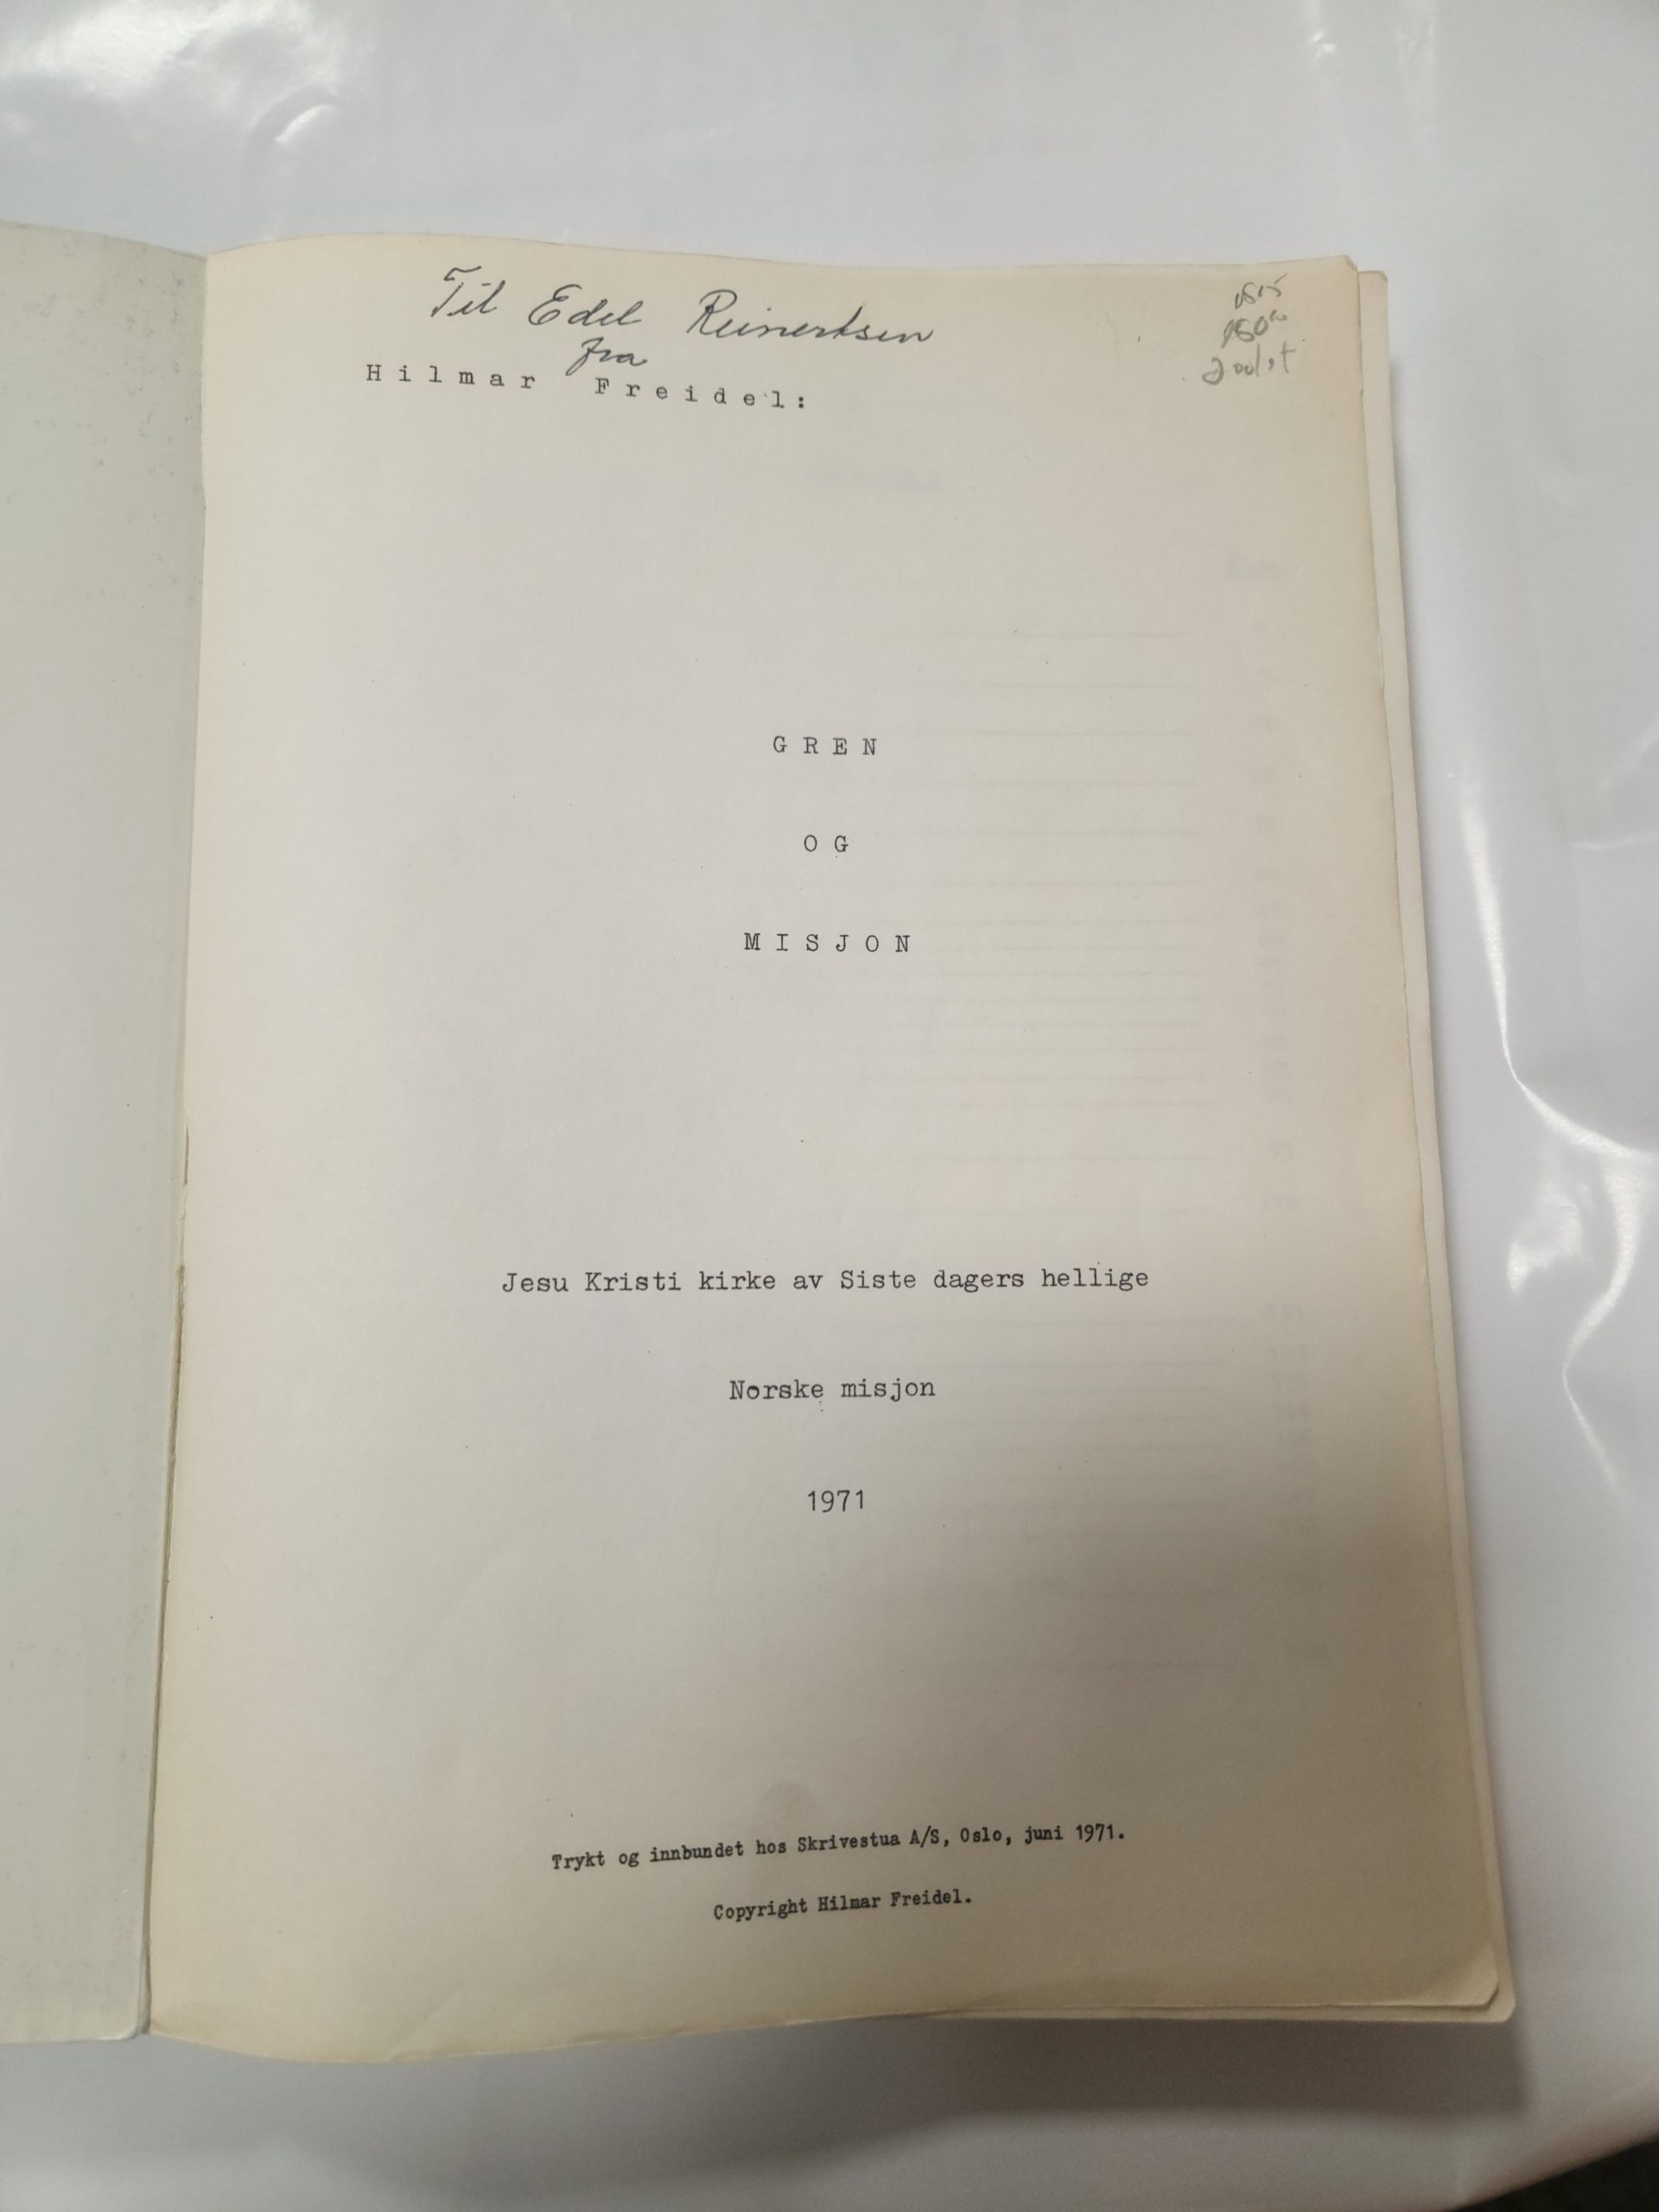 Til Edel Reinertsen
fra
Hilmar Freidel:
GREN
OG
MISJON
Jesu Kristi kirke av Siste dagers hellige
Norske misjon
1971
Trykt og innbundet hos Skrivestua A/S, Oslo, juni 1971.
Copyright Hilmar Freidel.